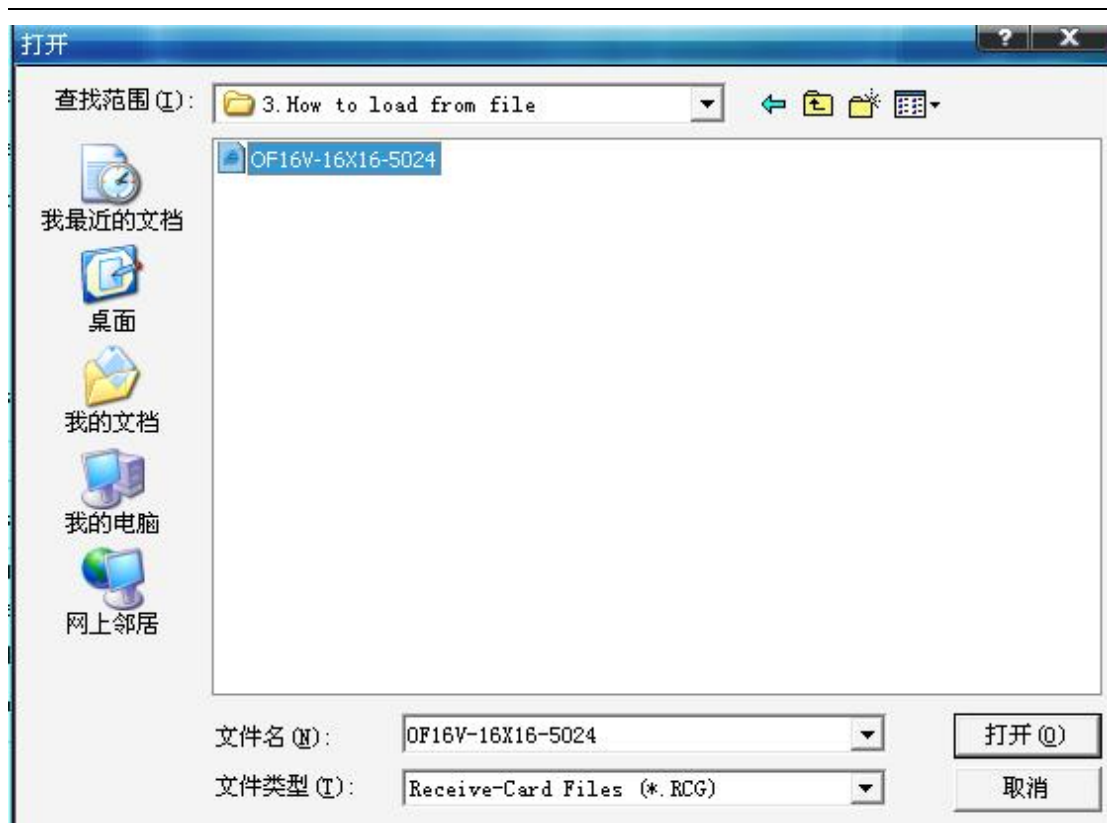 打开
查找范围(I):
3.How to load from file
OF16V-16X16-5024
我最近的文档
桌面
我的文档
我的电脑
网上邻居
文件名(N):
OF16V-16X16-5024
打开(O)
文件类型(T):
Receive-Card Files (*.RCG)
取消